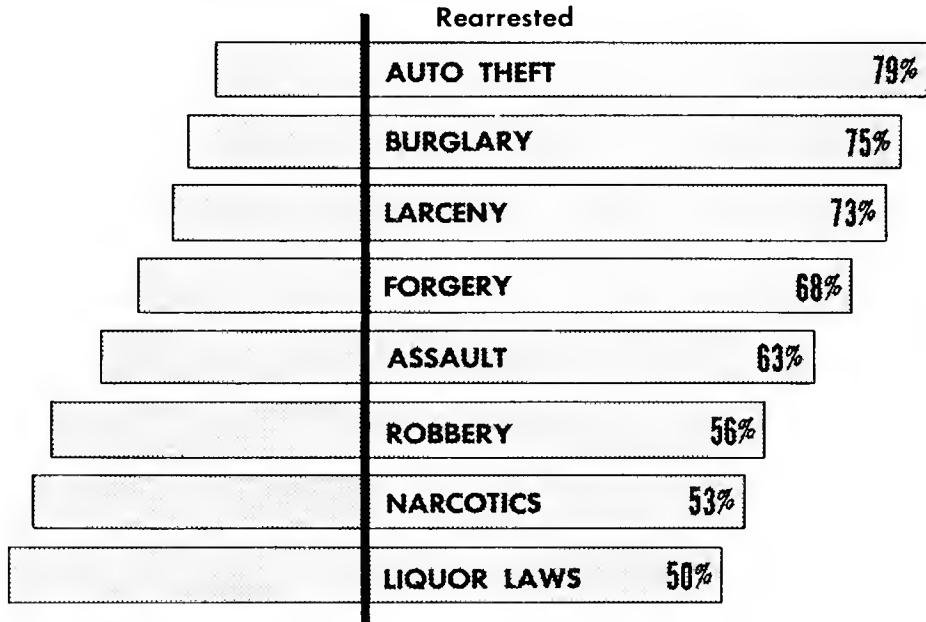 Rearrested
AUTO THEFT 79%
BURGLARY 75%
LARCENY 73%
FORGERY 68%
ASSAULT 63%
ROBBERY 56%
NARCOTICS 53%
LIQUOR LAWS 50%